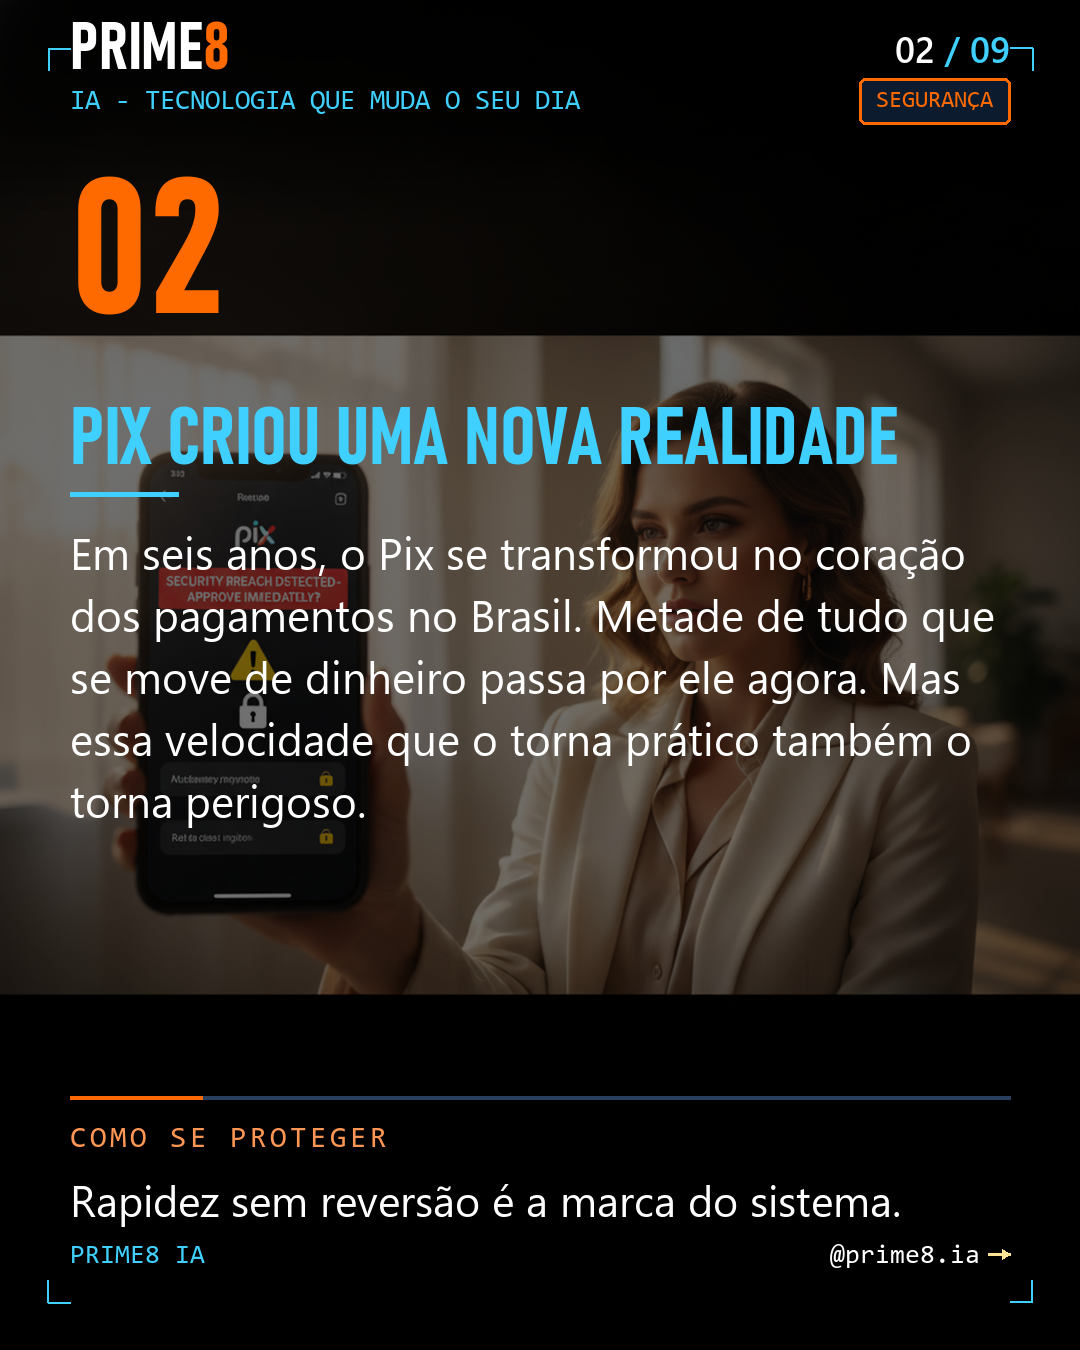 PRIME8
02 / 09
IA - TECNOLOGIA QUE MUDA O SEU DIA
SEGURANÇA
02
PIX CRIOU UMA NOVA REALIDADE
pix
SECURITY RREACH DSTECTED-
APPROVE IMEDATELY?
Em seis anos, o Pix se transformou no coração
dos pagamentos no Brasil. Metade de tudo que
se move de dinheiro passa por ele agora. Mas
essa velocidade que o torna prático também o
torna perigoso.
COMO SE PROTEGER
Rapidez sem reversão é a marca do sistema.
PRIME8 IA
@prime8.ia